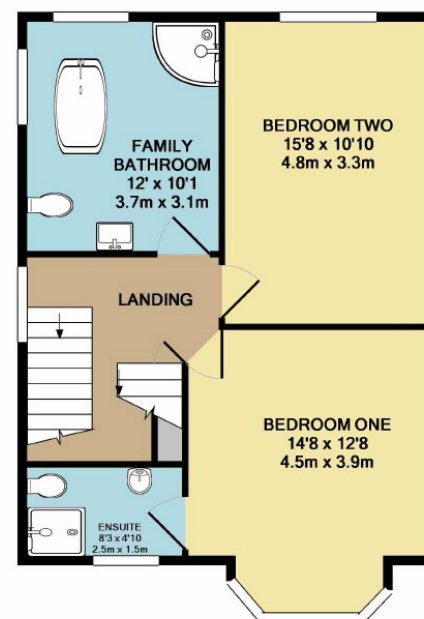 FAMILY
BATHROOM
12' x 10'1
3.7m x 3.1m
BEDROOM TWO
15'8 x 10'10
4.8m x 3.3m
LANDING
BEDROOM ONE
14'8 x 12'8
4.5m x 3.9m
ENSUITE
8'3 x 4'10
2.5m x 1.5m